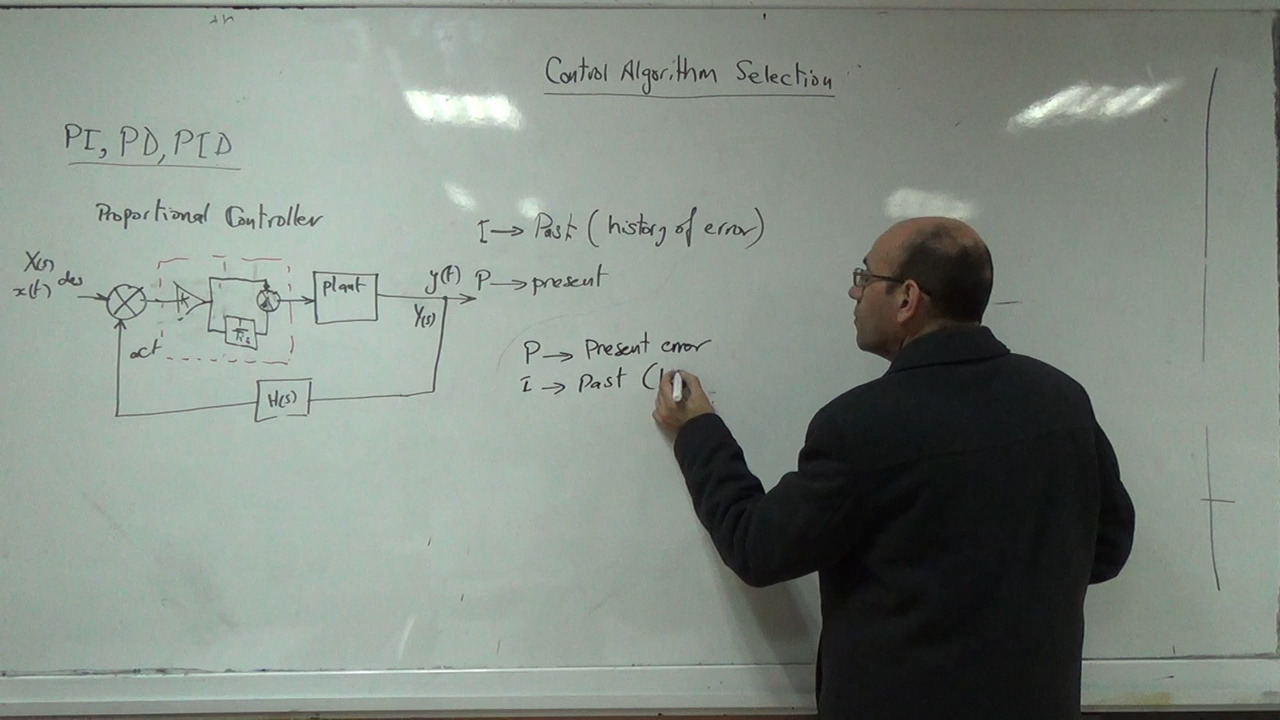 Control Algorithm Selection
PI, PD, PID
Proportional Controller
I → Past (history of error)
X(s)
x(t) des
K
Plant
y(t)
P → present
Y(s)
act
H(s)
P → Present error
I → Past (